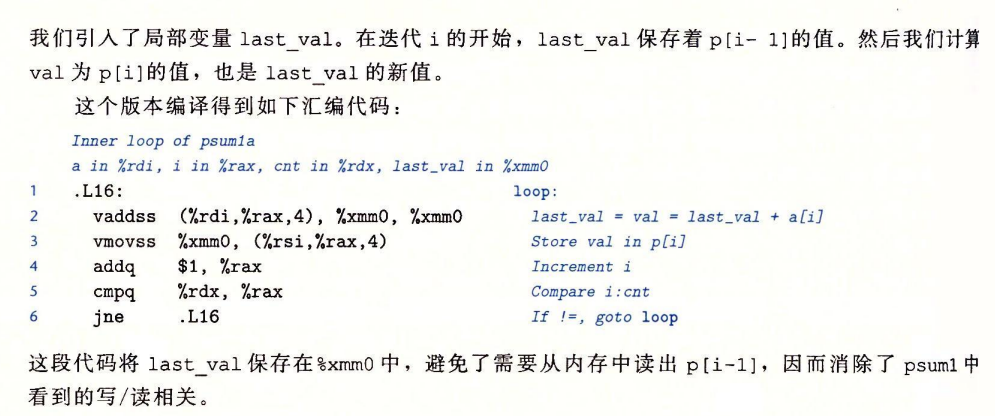 我们引入了局部变量 last_val。在迭代 i 的开始，last_val 保存着 p[i- 1]的值。然后我们计算
val 为 p[i]的值，也是 last_val 的新值。
这个版本编译得到如下汇编代码：
Inner loop of psum1a
a in %rdi, i in %rax, cnt in %rdx, last_val in %xmm0
1 .L16: loop:
2 vaddss (%rdi,%rax,4), %xmm0, %xmm0 last_val = val = last_val + a[i]
3 vmovss %xmm0, (%rsi,%rax,4) Store val in p[i]
4 addq $1, %rax Increment i
5 cmpq %rdx, %rax Compare i:cnt
6 jne .L16 If !=, goto loop
这段代码将 last_val 保存在%xmm0 中，避免了需要从内存中读出 p[i-1]，因而消除了 psum1 中
看到的写/读相关。